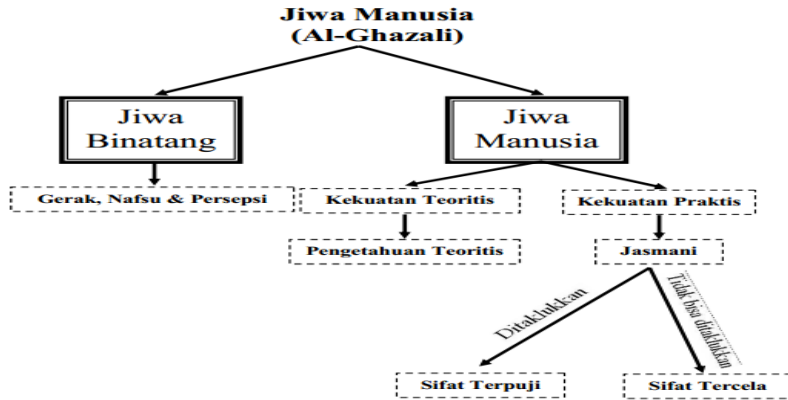 Jiwa Manusia
(Al-Ghazali)
Jiwa
Binatang
Jiwa
Manusia
Gerak, Nafsu & Persepsi
Kekuatan Teoritis
Kekuatan Praktis
Pengetahuan Teoritis
Jasmani
Ditaklukkan
Tidak bisa ditaklukkan
Sifat Terpuji
Sifat Tercela